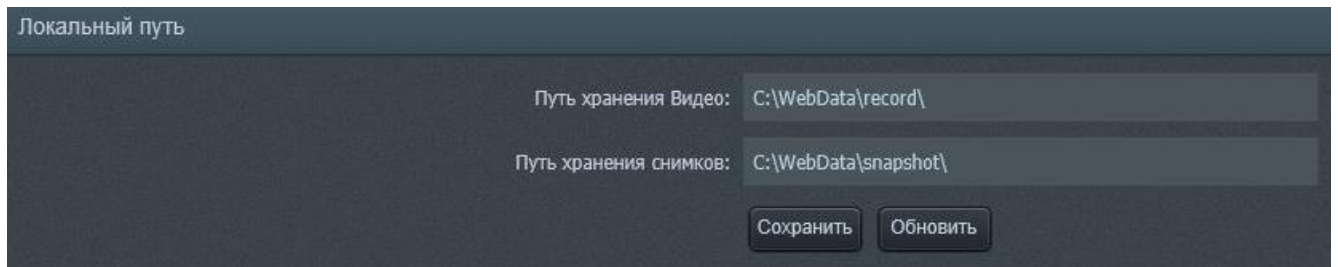 Локальный путь
Путь хранения Видео: C:\WebData\record\
Путь хранения снимков: C:\WebData\snapshot\
Сохранить Обновить